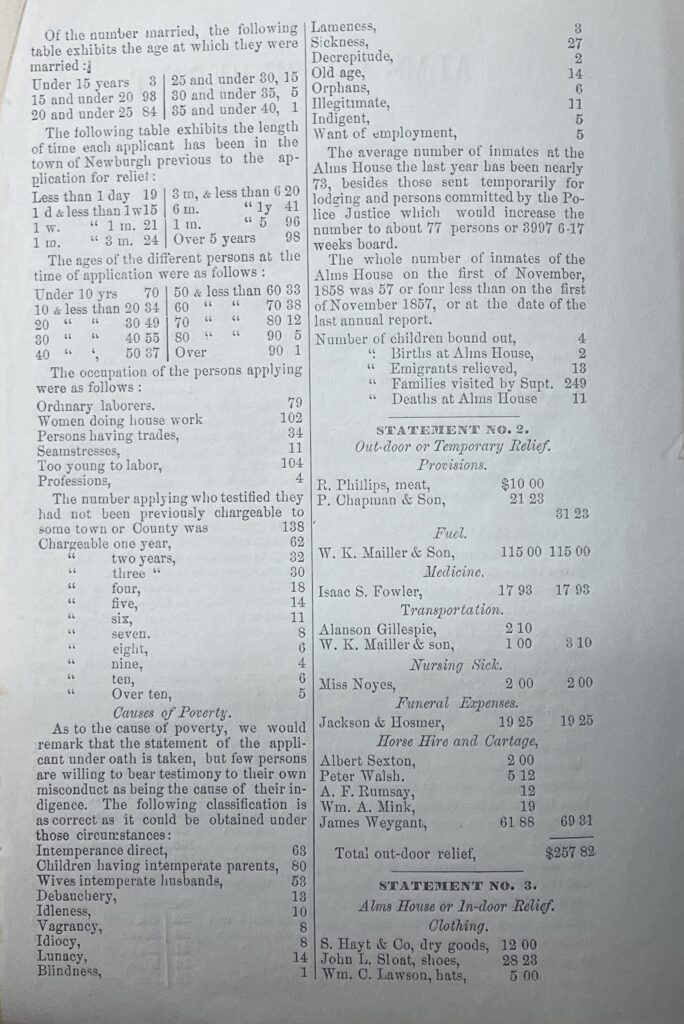 Of the number married, the following
table exhibits the age at which they were
married :
Under 15 years 3 | 25 and under 30, 15
15 and under 20 93 | 30 and under 35, 5
20 and under 25 84 | 35 and under 40, 1
The following table exhibits the length
of time each applicant has been in the
town of Newburgh previous to the ap-
plication for relief :
Less than 1 day 19 | 3 m, & less than 6 20
1 d & less than 1w15 | 6 m. “ 1y 41
1 w. “ 1 m. 21 | 1 m. “ 5 96
1 m. “ 3 m. 24 | Over 5 years 98
The ages of the different persons at the
time of application were as follows :
Under 10 yrs 70 | 50 & less than 60 33
10 & less than 20 34 | 60 “ “ 70 38
20 “ “ 30 49 | 70 “ “ 80 12
30 “ “ 40 55 | 80 “ “ 90 5
40 “ ‘, 50 37 | Over 90 1
The occupation of the persons applying
were as follows :
Ordinary laborers. 79
Women doing house work 102
Persons having trades, 34
Seamstresses, 11
Too young to labor, 104
Professions, 4
The number applying who testified they
had not been previously chargeable to
some town or County was 138
Chargeable one year, 62
“ two years, 32
“ three “ 30
“ four, 18
“ five, 14
“ six, 11
“ seven. 8
“ eight, 6
“ nine, 4
“ ten, 6
“ Over ten, 5
Causes of Poverty.
As to the cause of poverty, we would
remark that the statement of the appli-
cant under oath is taken, but few persons
are willing to bear testimony to their own
misconduct as being the cause of their in-
digence. The following classification is
as correct as it could be obtained under
those circumstances :
Intemperance direct, 63
Children having intemperate parents, 80
Wives intemperate husbands, 53
Debauchery, 13
Idleness, 10
Vagrancy, 8
Idiocy, 8
Lunacy, 14
Blindness, 1
Lameness, 3
Sickness, 27
Decrepitude, 2
Old age, 14
Orphans, 6
Illegitimate, 11
Indigent, 5
Want of employment, 5
The average number of inmates at the
Alms House the last year has been nearly
73, besides those sent temporarily for
lodging and persons committed by the Po-
lice Justice which would increase the
number to about 77 persons or 3997 6-17
weeks board.
The whole number of inmates of the
Alms House on the first of November,
1858 was 57 or four less than on the first
of November 1857, or at the date of the
last annual report.
Number of children bound out, 4
“ Births at Alms House, 2
“ Emigrants relieved, 13
“ Families visited by Supt. 249
“ Deaths at Alms House 11
STATEMENT NO. 2.
Out-door or Temporary Relief.
Provisions.
R. Phillips, meat, $10 00
P. Chapman & Son, 21 23
31 23
Fuel.
W. K. Mailler & Son, 115 00 115 00
Medicine.
Isaac S. Fowler, 17 93 17 93
Transportation.
Alanson Gillespie, 2 10
W. K. Mailler & son, 1 00 3 10
Nursing Sick.
Miss Noyes, 2 00 2 00
Funeral Expenses.
Jackson & Hosmer, 19 25 19 25
Horse Hire and Cartage,
Albert Sexton, 2 00
Peter Walsh. 5 12
A. F. Rumsay, 12
Wm. A. Mink, 19
James Weygant, 61 88 69 31
Total out-door relief, $257 82
STATEMENT NO. 3.
Alms House or In-door Relief.
Clothing.
S. Hayt & Co, dry goods, 12 00
John L. Sloat, shoes, 28 23
Wm. C. Lawson, hats, 5 00